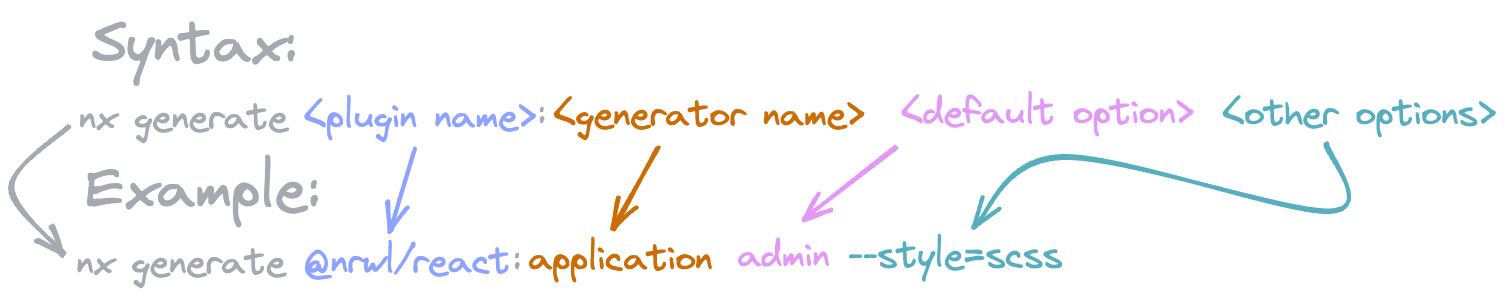 Syntax:
nx generate <plugin name>:<generator name> <default option> <other options>
Example:
nx generate @nrwl/react:application admin --style=scss